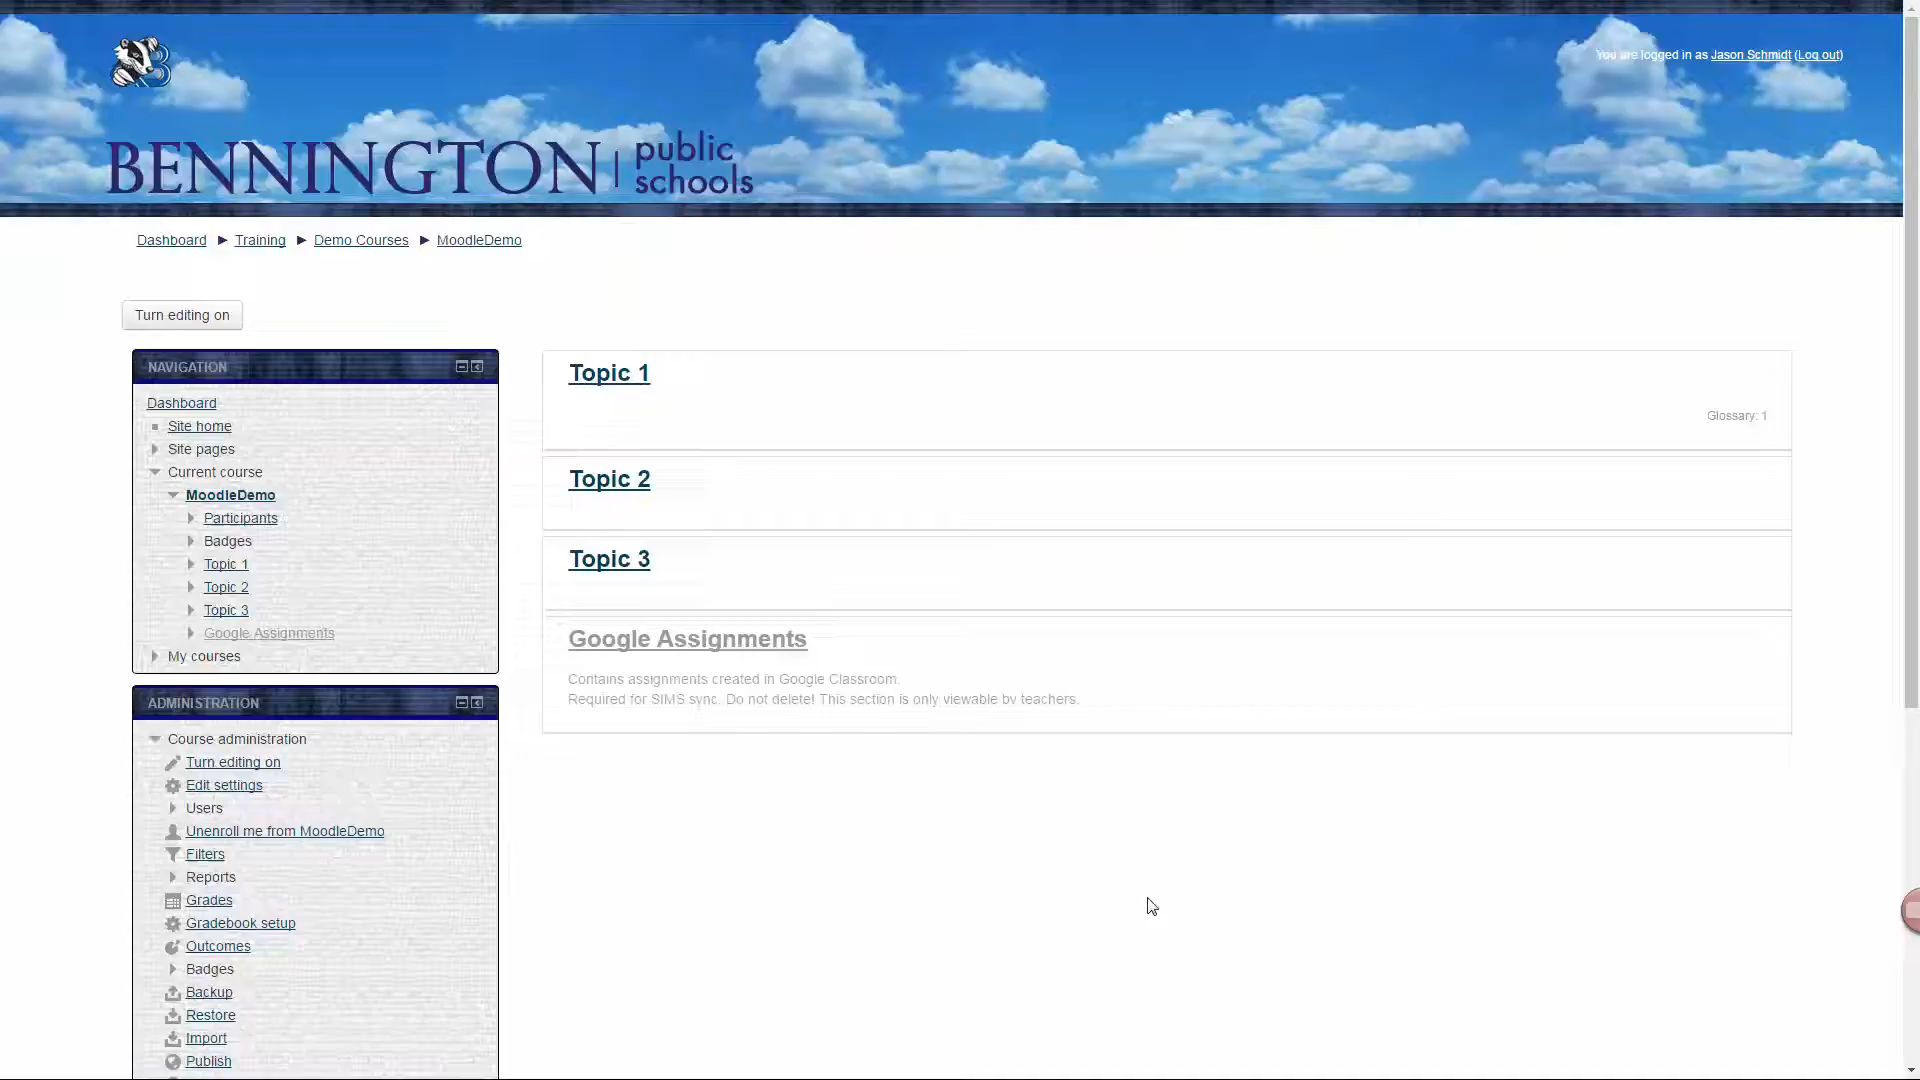 You are logged in as Jason Schmidt (Log out)
BENNINGTON | public schools
Dashboard ► Training ► Demo Courses ► MoodleDemo
Turn editing on
NAVIGATION
Dashboard
Site home
Site pages
Current course
MoodleDemo
Participants
Badges
Topic 1
Topic 2
Topic 3
Google Assignments
My courses
ADMINISTRATION
Course administration
Turn editing on
Edit settings
Users
Unenroll me from MoodleDemo
Filters
Reports
Grades
Gradebook setup
Outcomes
Badges
Backup
Restore
Import
Publish
Topic 1
Glossary: 1
Topic 2
Topic 3
Google Assignments
Contains assignments created in Google Classroom.
Required for SIMS sync. Do not delete! This section is only viewable by teachers.